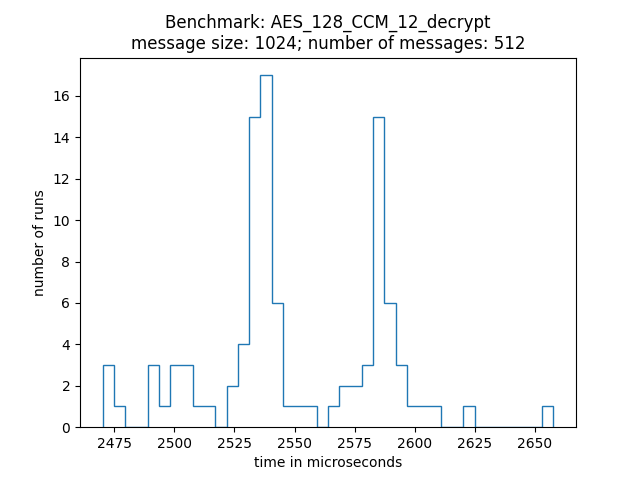 Benchmark: AES_128_CCM_12_decrypt
message size: 1024; number of messages: 512
16
14
12
10
8
6
4
2
0
number of runs
2475 2500 2525 2550 2575 2600 2625 2650
time in microseconds